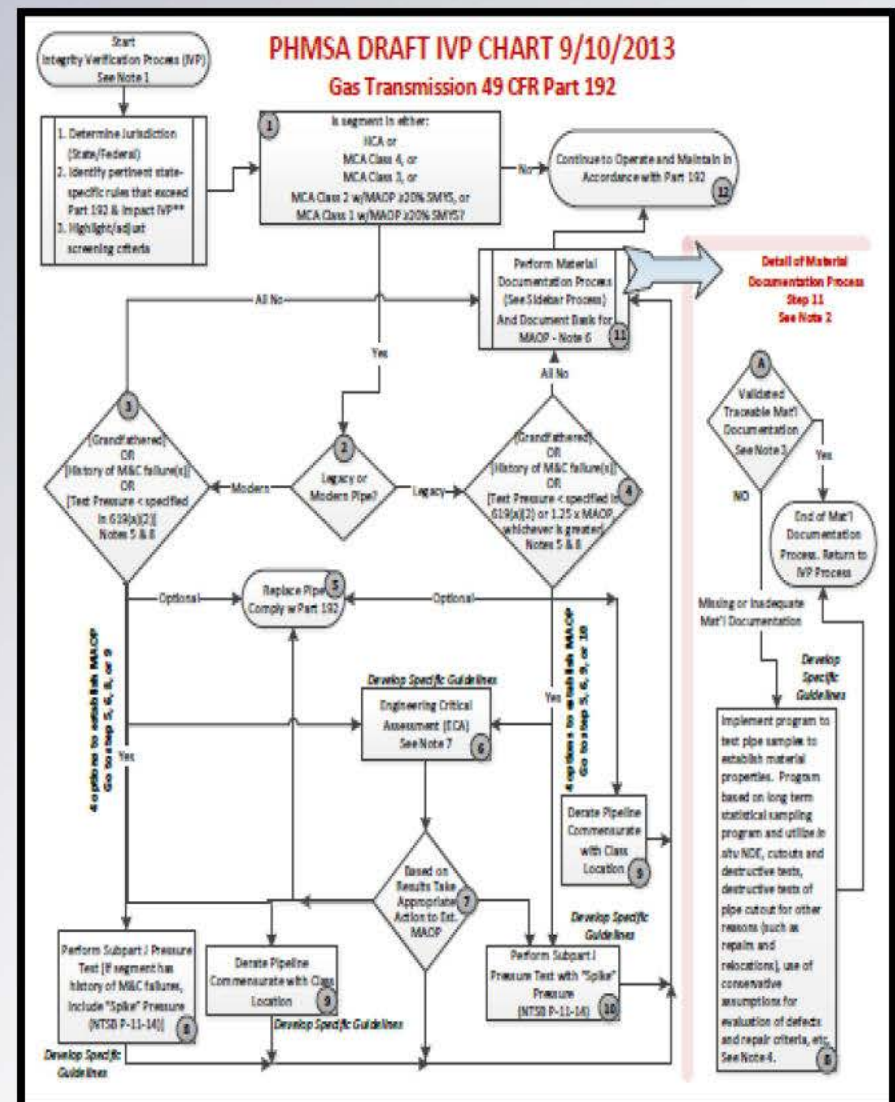 PHMSA DRAFT IVP CHART 9/10/2013
Gas Transmission 49 CFR Part 192
Start
Integrity Verification Process (IVP)
See Note 1
1. Determine Jurisdiction
(State/Federal)
2. Identify pertinent state-
specific rules that exceed
Part 192 & Impact IVP**
3. Highlight/adjust
screening criteria
1
Is segment in either:
HCA or
MCA Class 4, or
MCA Class 3, or
MCA Class 2 w/MAOP ≥20% SMYS, or
MCA Class 1 w/MAOP ≥20% SMYS?
No
Continue to Operate and Maintain in
Accordance with Part 192
12
Perform Material
Documentation Process
(See Sidebar Process)
And Document Basis for
MAOP - Note 6
11
Detail of Material
Documentation Process
Step 11
See Note 2
All No
Yes
All No
3
[Grandfathered]
OR
[History of M&C failure(s)]
OR
[Test Pressure < specified
in 619(a)(2)]
Notes 5 & 8
Modern
2
Legacy or
Modern Pipe?
Legacy
[Grandfathered]
OR
[History of M&C failure(s)]
OR
[Test Pressure < specified in
619(a)(2) or 1.25 x MAOP,
whichever is greater]
Notes 5 & 8
4
A
Validated
Traceable Mat'l
Documentation
See Note 3
Yes
NO
End of Mat'l
Documentation
Process. Return to
IVP Process
Missing or Inadequate
Mat'l Documentation
Develop
Specific
Guidelines
Optional
Replace Pipe
Comply w Part 192
5
Optional
4 options to establish MAOP
Go to step 5, 6, 8, or 9
Yes
Develop Specific Guidelines
Engineering Critical
Assessment (ECA)
See Note 7
6
4 options to establish MAOP
Go to step 5, 6, 9, or 10
Yes
Derate Pipeline
Commensurate
with Class
Location
9
Based on
Results Take
Appropriate
Action to Est.
MAOP
7
Develop Specific
Guidelines
Perform Subpart J Pressure
Test [If segment has
history of M&C failures,
include "Spike" Pressure
(NTSB P-11-14)]
8
Develop Specific
Guidelines
Derate Pipeline
Commensurate with Class
Location
9
Develop Specific Guidelines
Perform Subpart J
Pressure Test with "Spike"
Pressure
(NTSB P-11-14)
10
Implement program to
test pipe samples to
establish material
properties. Program
based on long term
statistical sampling
program and utilize in
situ NDE, cutouts and
destructive tests,
destructive tests of
pipe cutout for other
reasons (such as
repairs and
relocations), use of
conservative
assumptions for
evaluation of defects
and repair criteria, etc.
See Note 4.